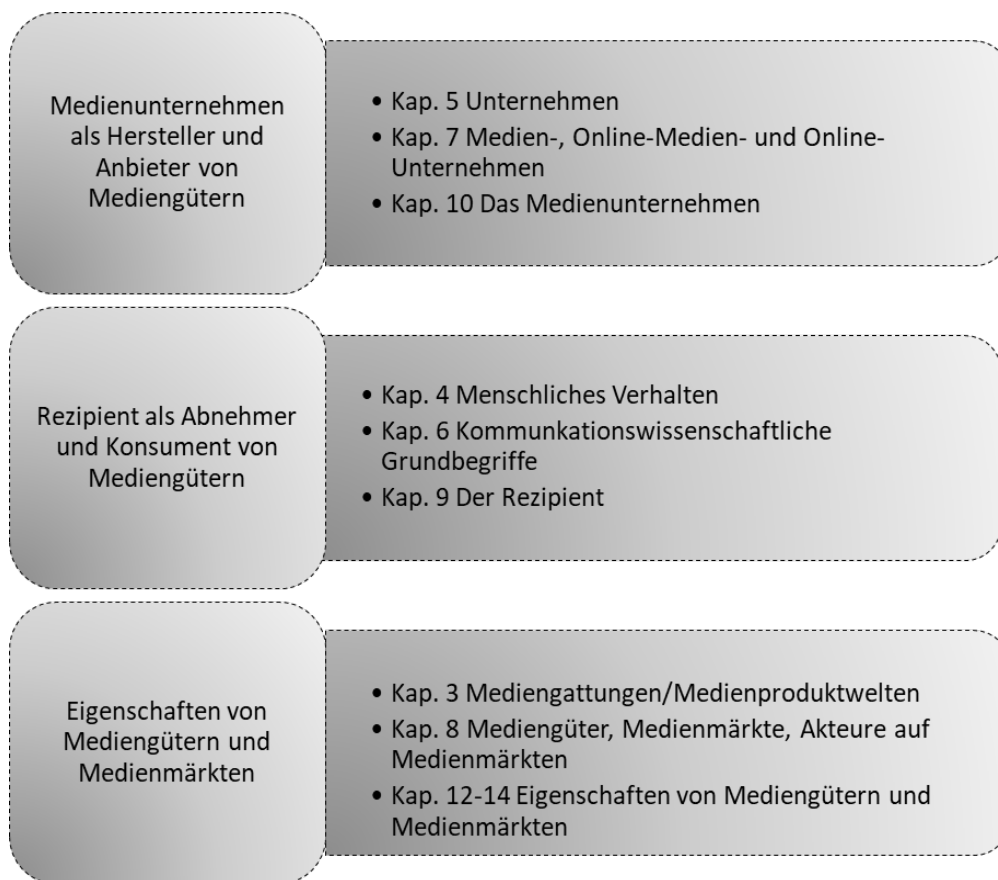 Medienunternehmen
als Hersteller und
Anbieter von
Mediengütern
• Kap. 5 Unternehmen
• Kap. 7 Medien-, Online-Medien- und Online-
Unternehmen
• Kap. 10 Das Medienunternehmen
Rezipient als Abnehmer
und Konsument von
Mediengütern
• Kap. 4 Menschliches Verhalten
• Kap. 6 Kommunkationswissenschaftliche
Grundbegriffe
• Kap. 9 Der Rezipient
Eigenschaften von
Mediengütern und
Medienmärkten
• Kap. 3 Mediengattungen/Medienproduktwelten
• Kap. 8 Mediengüter, Medienmärkte, Akteure auf
Medienmärkten
• Kap. 12-14 Eigenschaften von Mediengütern und
Medienmärkten